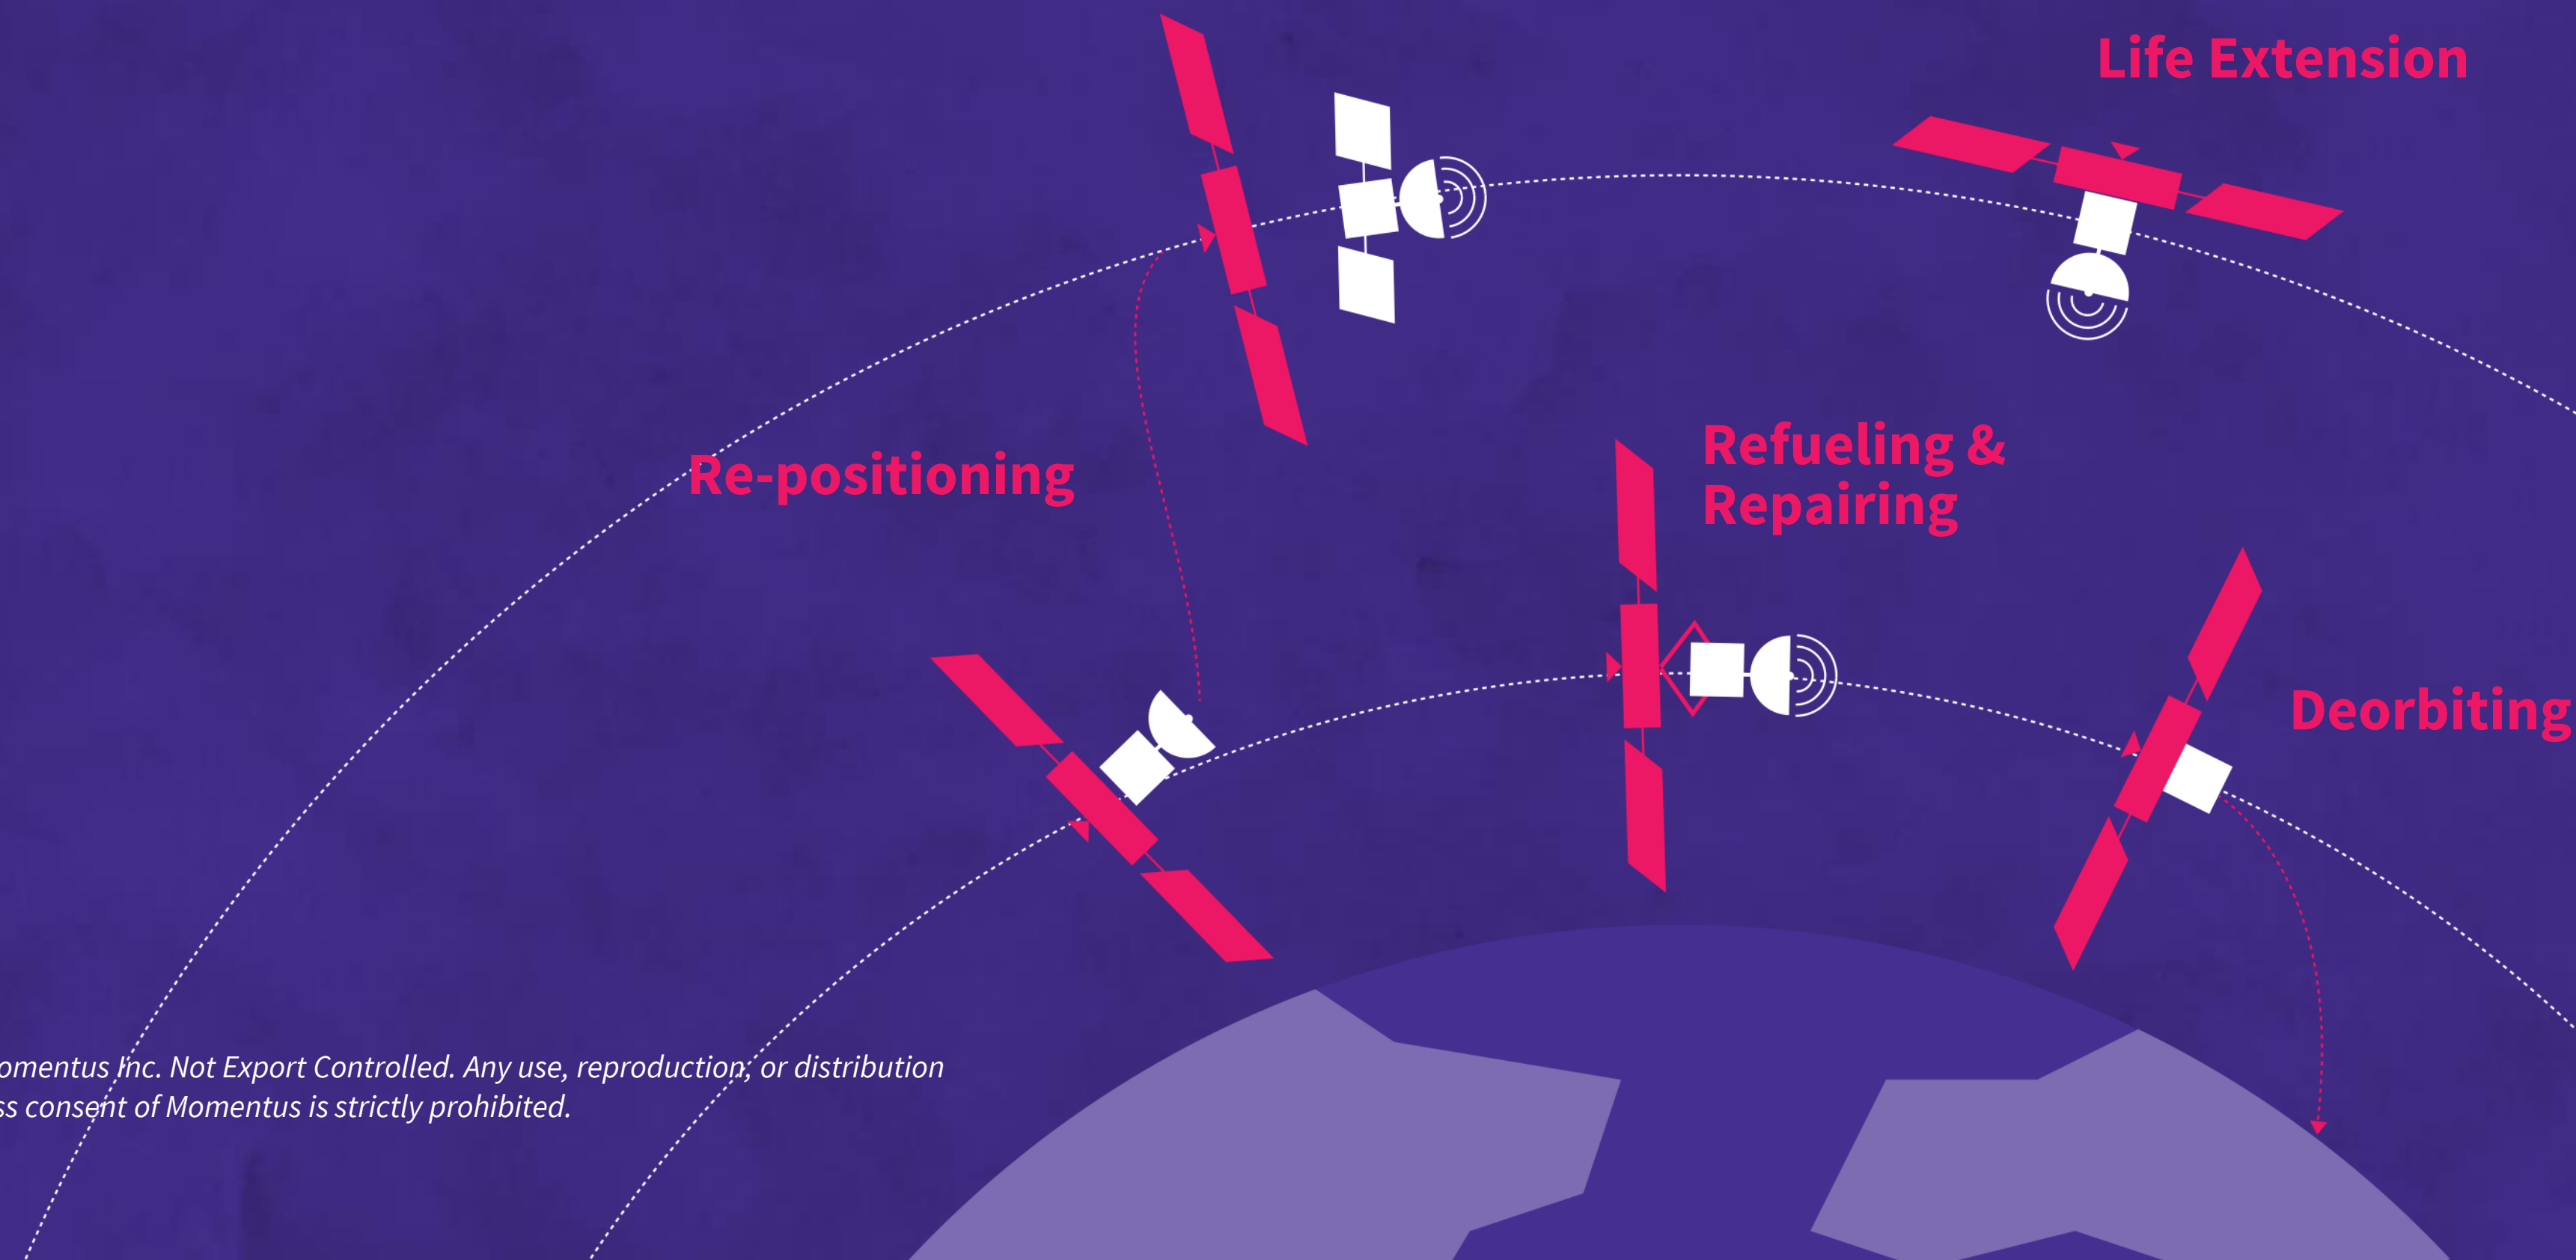 Life Extension
Re-positioning
Refueling &
Repairing
Deorbiting
omentus Inc. Not Export Controlled. Any use, reproduction, or distribution
ss consent of Momentus is strictly prohibited.